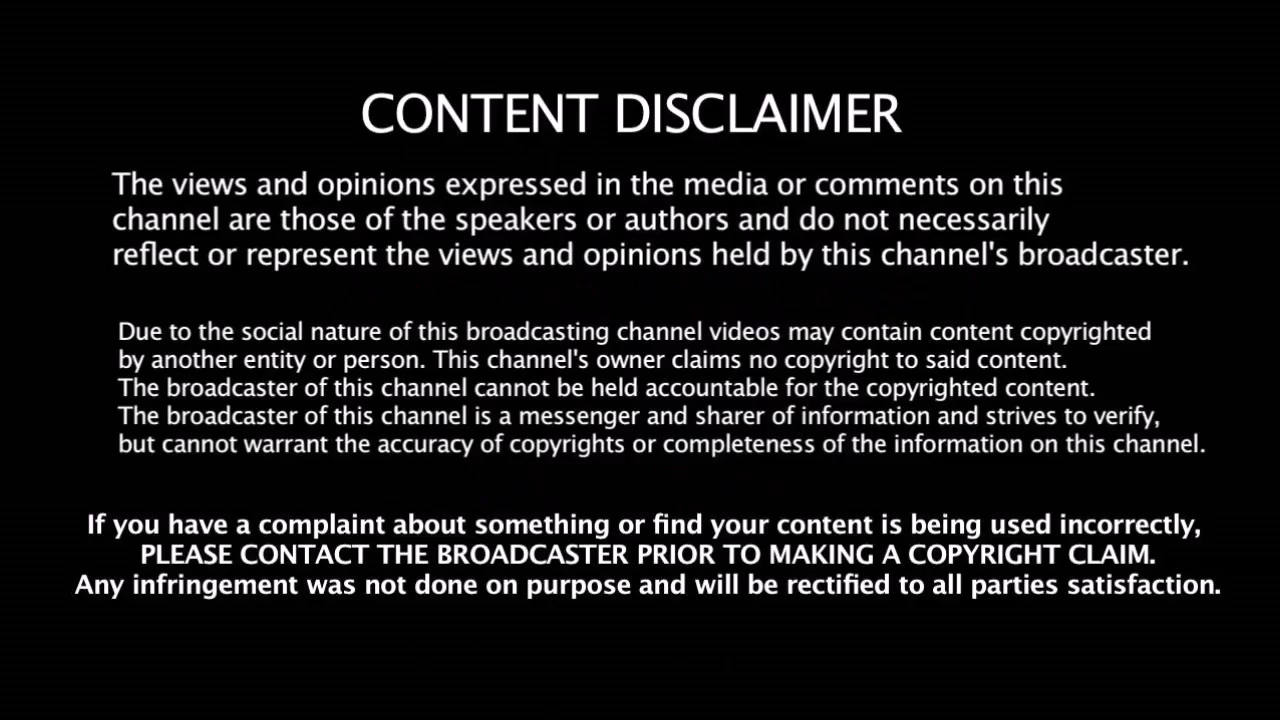 CONTENT DISCLAIMER
The views and opinions expressed in the media or comments on this
channel are those of the speakers or authors and do not necessarily
reflect or represent the views and opinions held by this channel's broadcaster.
Due to the social nature of this broadcasting channel videos may contain content copyrighted
by another entity or person. This channel's owner claims no copyright to said content.
The broadcaster of this channel cannot be held accountable for the copyrighted content.
The broadcaster of this channel is a messenger and sharer of information and strives to verify,
but cannot warrant the accuracy of copyrights or completeness of the information on this channel.
If you have a complaint about something or find your content is being used incorrectly,
PLEASE CONTACT THE BROADCASTER PRIOR TO MAKING A COPYRIGHT CLAIM.
Any infringement was not done on purpose and will be rectified to all parties satisfaction.